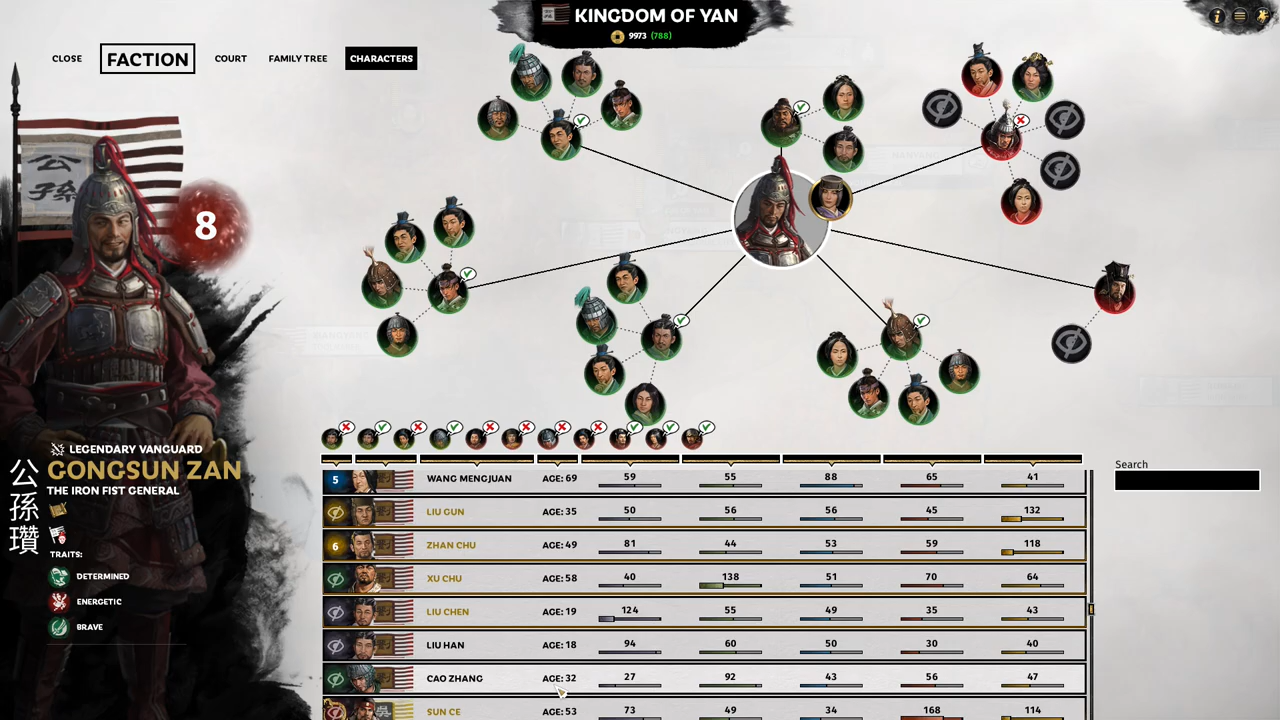 KINGDOM OF YAN
9973 (788)
CLOSE
FACTION
COURT
FAMILY TREE
CHARACTERS
公
孫
8
LEGENDARY VANGUARD
GONGSUN ZAN
THE IRON FIST GENERAL
公
孫
瓚
TRAITS:
DETERMINED
ENERGETIC
BRAVE
Search
5 WANG MENGJUAN AGE: 69 59 55 88 65 41
LIU GUN AGE: 35 50 56 56 45 132
6 ZHAN CHU AGE: 49 81 44 53 59 118
XU CHU AGE: 58 40 138 51 70 64
LIU CHEN AGE: 19 124 55 49 35 43
LIU HAN AGE: 18 94 60 50 30 40
CAO ZHANG AGE: 32 27 92 43 56 47
SUN CE AGE: 53 73 49 34 168 114